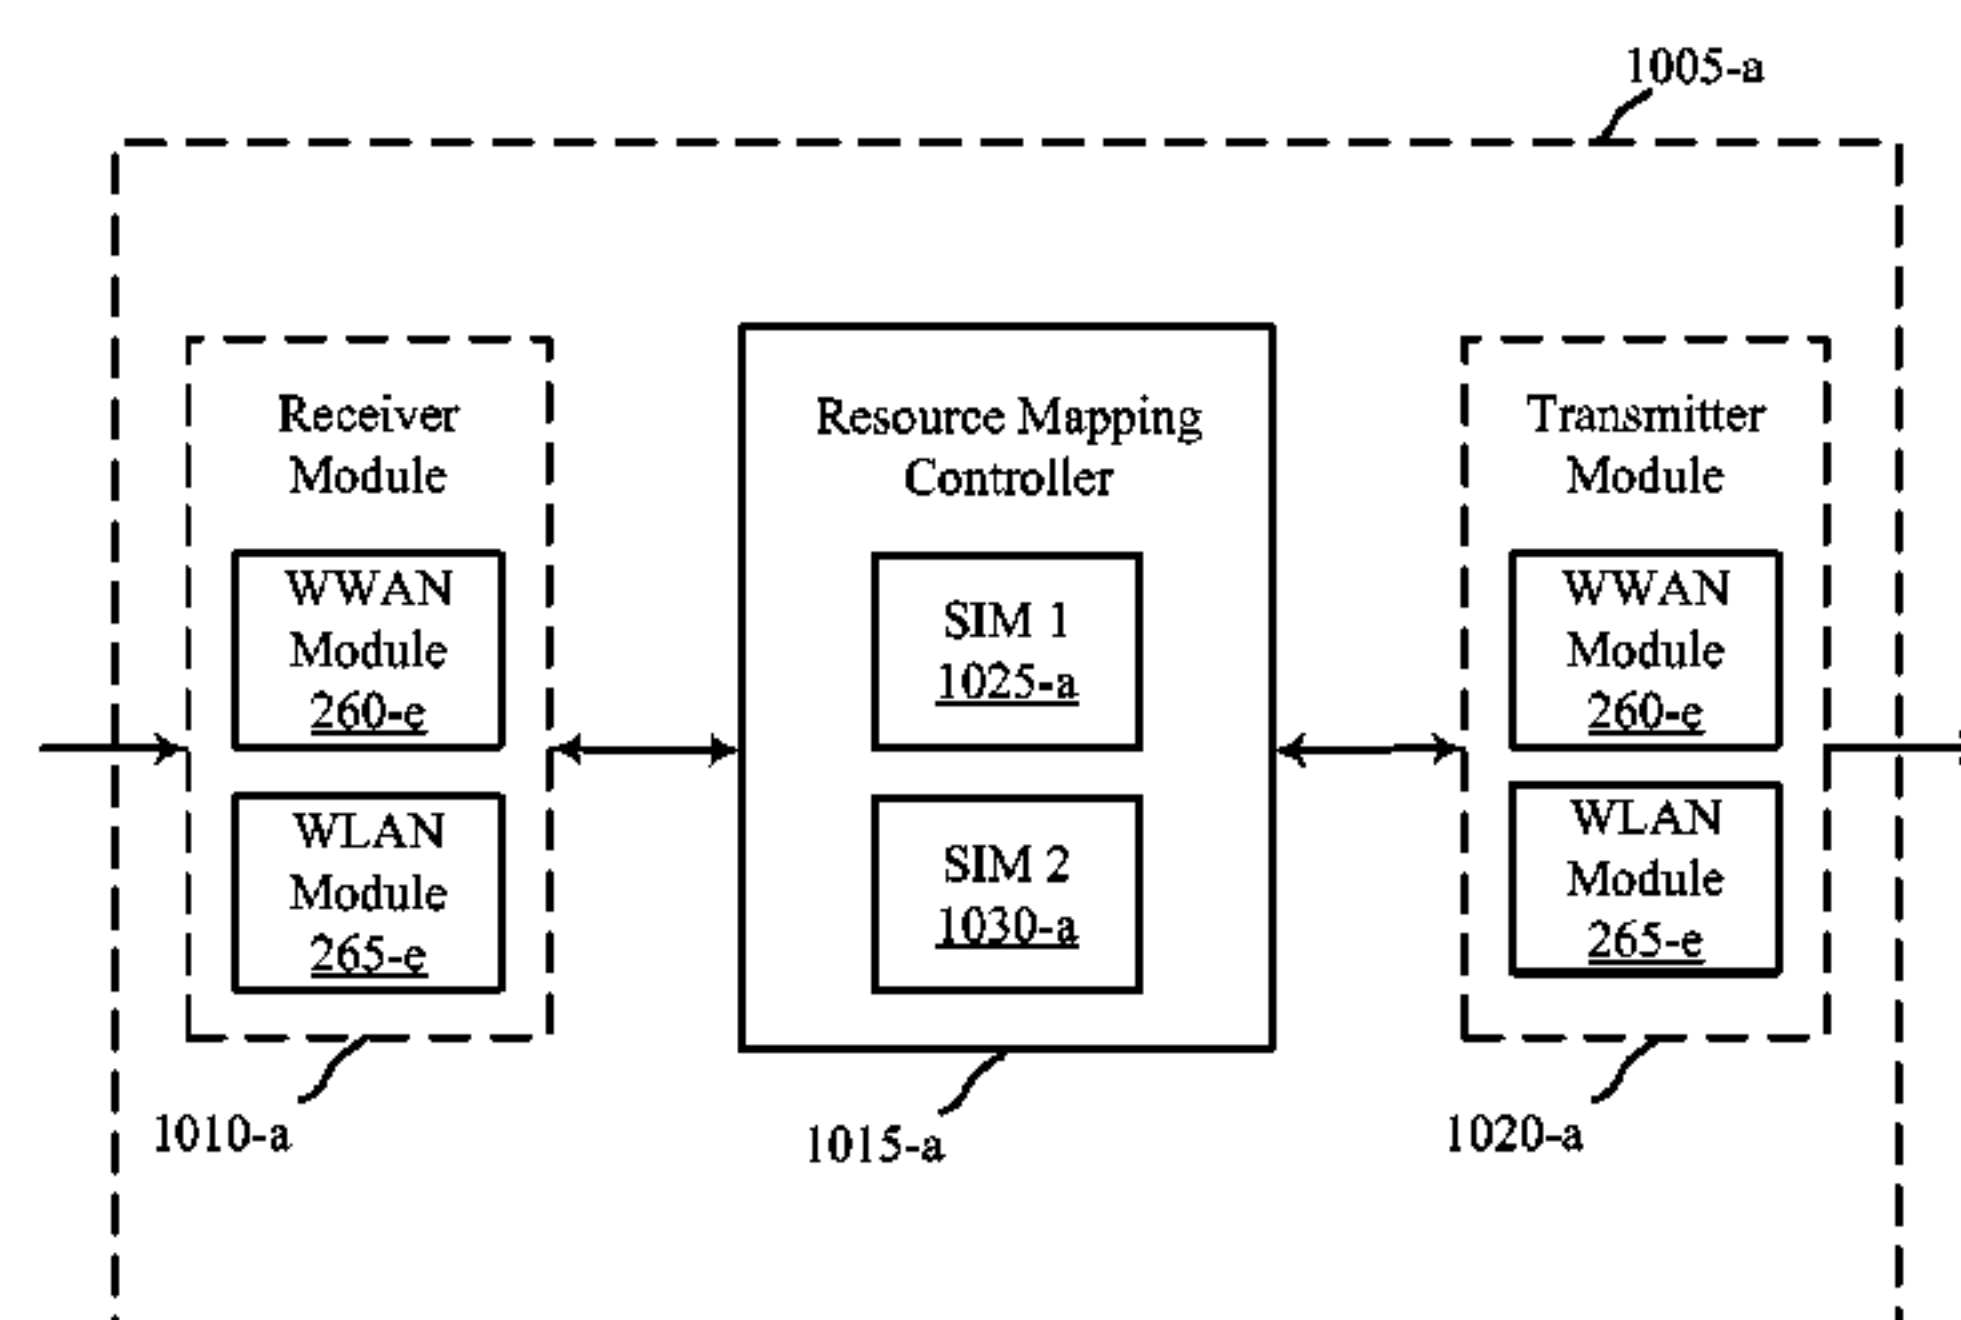 1005-a
Receiver
Module
WWAN
Module
260-e
WLAN
Module
265-e
1010-a
Resource Mapping
Controller
SIM 1
1025-a
SIM 2
1030-a
1015-a
Transmitter
Module
WWAN
Module
260-e
WLAN
Module
265-e
1020-a